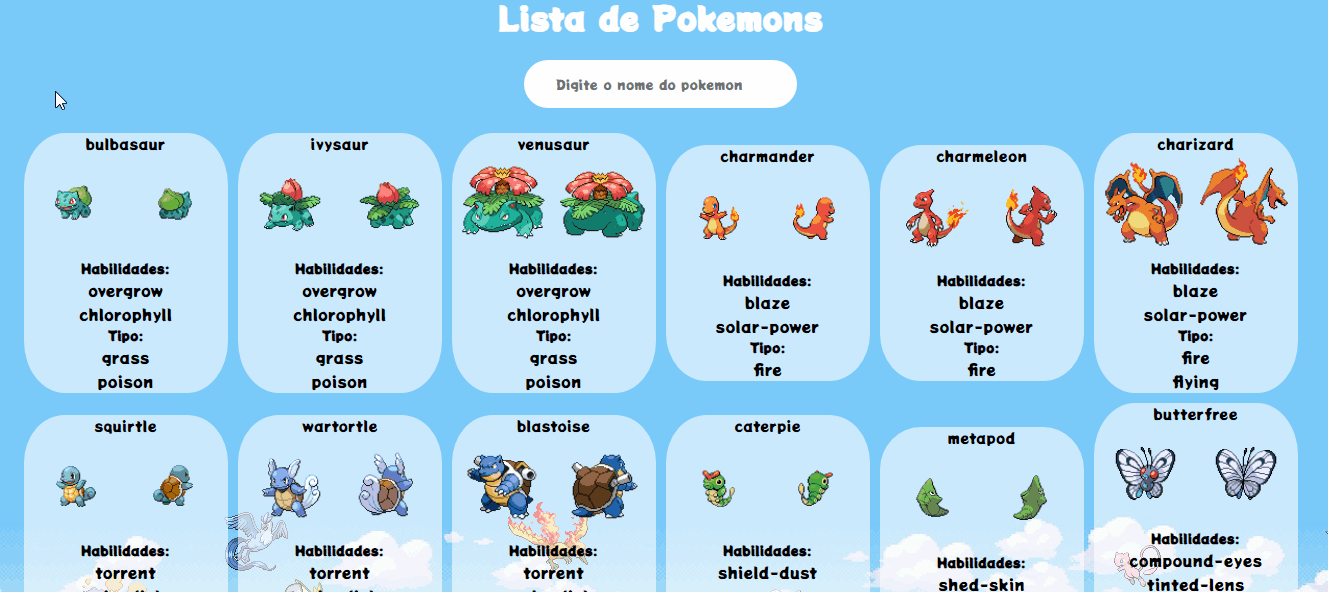 Lista de Pokemons
Digite o nome do pokemon
bulbasaur
Habilidades:
overgrow
chlorophyll
Tipo:
grass
poison
ivysaur
Habilidades:
overgrow
chlorophyll
Tipo:
grass
poison
venusaur
Habilidades:
overgrow
chlorophyll
Tipo:
grass
poison
charmander
Habilidades:
blaze
solar-power
Tipo:
fire
charmeleon
Habilidades:
blaze
solar-power
Tipo:
fire
charizard
Habilidades:
blaze
solar-power
Tipo:
fire
flying
squirtle
Habilidades:
torrent
wartortle
Habilidades:
torrent
blastoise
Habilidades:
torrent
caterpie
Habilidades:
shield-dust
metapod
Habilidades:
shed-skin
butterfree
Habilidades:
compound-eyes
tinted-lens